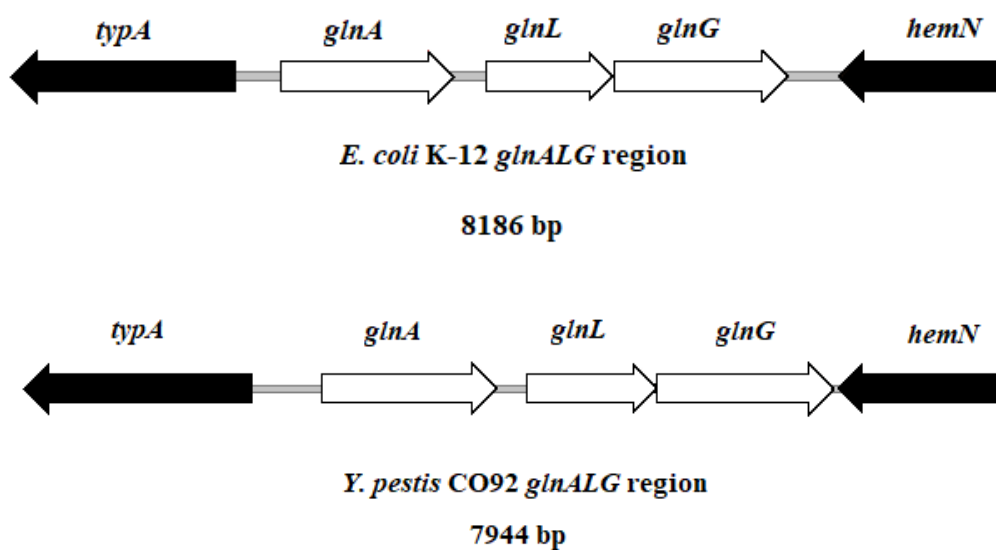 typA glnA glnL glnG hemN
E. coli K-12 glnALG region
8186 bp
typA glnA glnL glnG hemN
Y. pestis CO92 glnALG region
7944 bp